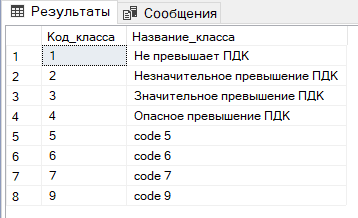 Результаты Сообщения
Код_класса Название_класса
1 1 Не превышает ПДК
2 2 Незначительное превышение ПДК
3 3 Значительное превышение ПДК
4 4 Опасное превышение ПДК
5 5 code 5
6 6 code 6
7 7 code 7
8 9 code 9